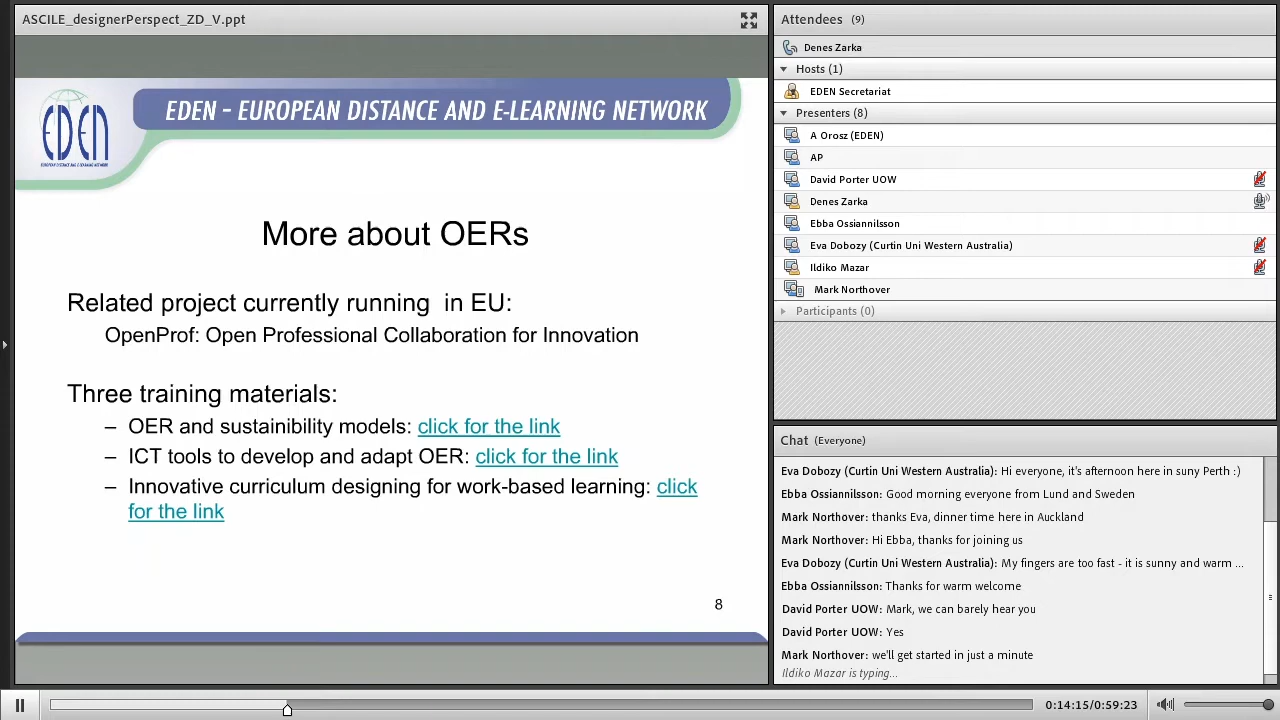 ASCILE_designerPerspect_ZD_V.ppt
EDEN
EUROPEAN DISTANCE AND E-LEARNING NETWORK
EDEN - EUROPEAN DISTANCE AND E-LEARNING NETWORK
More about OERs
Related project currently running in EU:
OpenProf: Open Professional Collaboration for Innovation
Three training materials:
– OER and sustainibility models: click for the link
– ICT tools to develop and adapt OER: click for the link
– Innovative curriculum designing for work-based learning: click
for the link
8
Attendees (9)
Denes Zarka
Hosts (1)
EDEN Secretariat
Presenters (8)
A Orosz (EDEN)
AP
David Porter UOW
Denes Zarka
Ebba Ossiannilsson
Eva Dobozy (Curtin Uni Western Australia)
Ildiko Mazar
Mark Northover
Participants (0)
Chat (Everyone)
Eva Dobozy (Curtin Uni Western Australia): Hi everyone, it's afternoon here in suny Perth :)
Ebba Ossiannilsson: Good morning everyone from Lund and Sweden
Mark Northover: thanks Eva, dinner time here in Auckland
Mark Northover: Hi Ebba, thanks for joining us
Eva Dobozy (Curtin Uni Western Australia): My fingers are too fast - it is sunny and warm ...
Ebba Ossiannilsson: Thanks for warm welcome
David Porter UOW: Mark, we can barely hear you
David Porter UOW: Yes
Mark Northover: we'll get started in just a minute
Ildiko Mazar is typing...
0:14:15/0:59:23